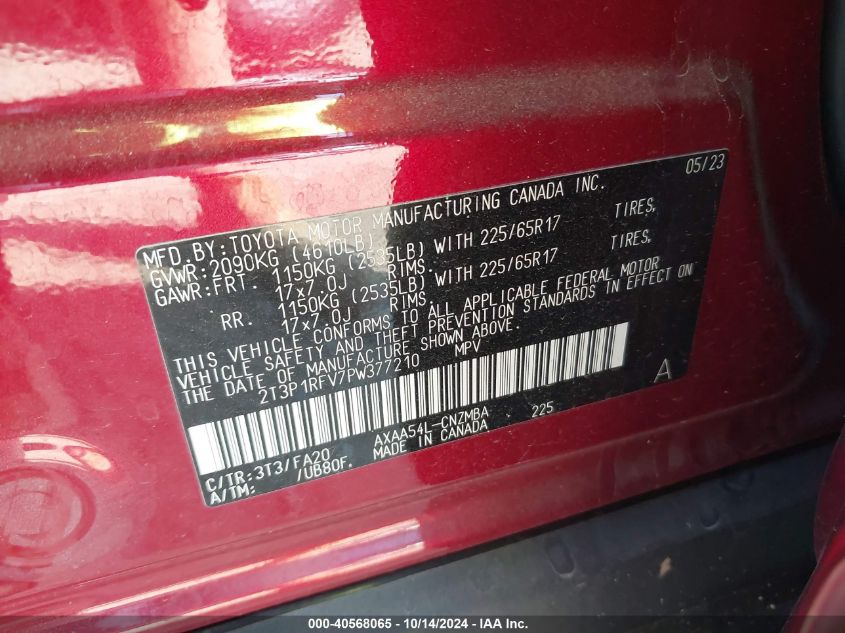 05/23
MFD. BY: TOYOTA MOTOR MANUFACTURING CANADA INC.
GVWR: 2090KG (4610LB)
GAWR: FRT. 1150KG (2535LB) WITH 225/65R17 TIRES,
17x7.0J RIMS.
RR. 1150KG (2535LB) WITH 225/65R17 TIRES,
17x7.0J RIMS.
THIS VEHICLE CONFORMS TO ALL APPLICABLE FEDERAL MOTOR
VEHICLE SAFETY AND THEFT PREVENTION STANDARDS IN EFFECT ON
THE DATE OF MANUFACTURE SHOWN ABOVE.
2T3P1RFV7PW377210 MPV
A
C/TR: 3T3/FA20 AXAA54L-CNZMBA 225
A/TM: /UB80F. MADE IN CANADA
000-40568065 - 10/14/2024 - IAA Inc.